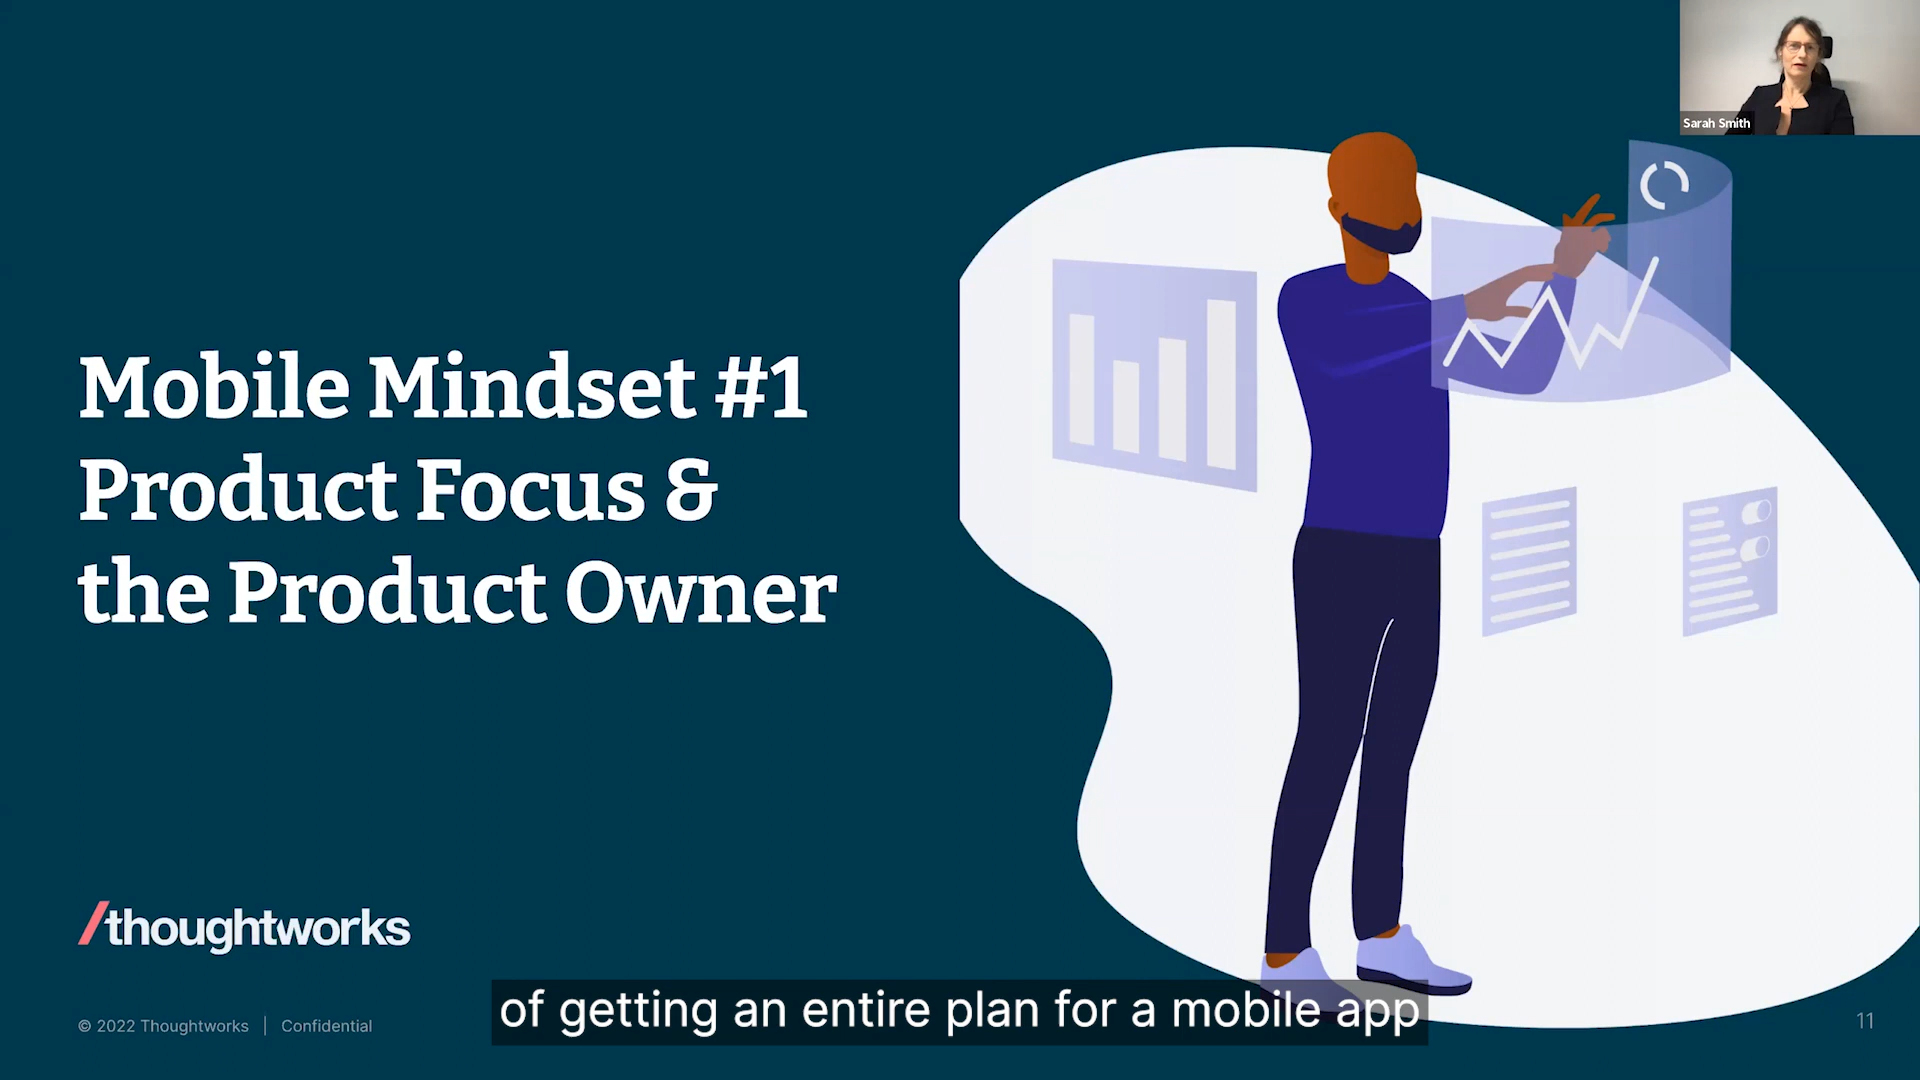 Sarah Smith
Mobile Mindset #1
Product Focus &
the Product Owner
/thoughtworks
© 2022 Thoughtworks | Confidential
of getting an entire plan for a mobile app
11